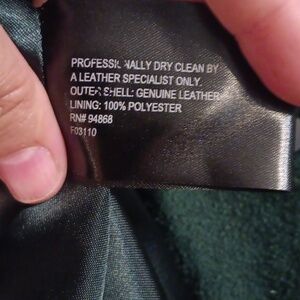 PROFESSIONALLY DRY CLEAN BY
A LEATHER SPECIALIST ONLY.
OUTER SHELL: GENUINE LEATHER
LINING: 100% POLYESTER
RN# 94868
F03110